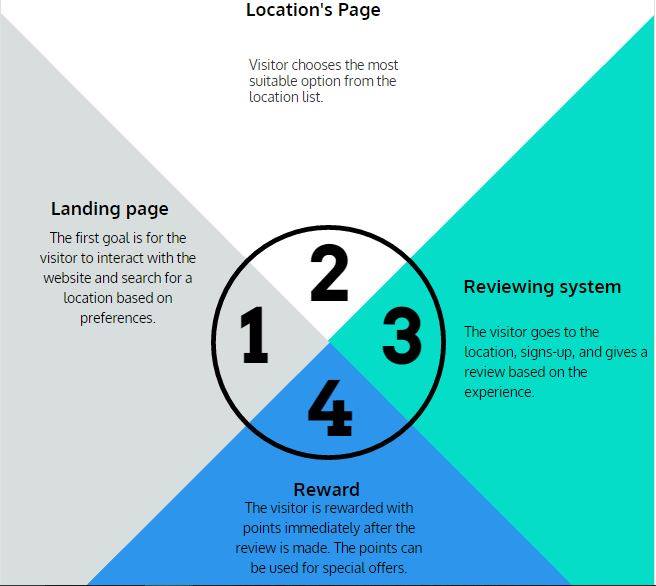 Location's Page
Visitor chooses the most
suitable option from the
location list.
Landing page
The first goal is for the
visitor to interact with the
website and search for a
location based on
preferences.
2
1
3
4
Reviewing system
The visitor goes to the
location, signs-up, and gives a
review based on the
experience.
Reward
The visitor is rewarded with
points immediately after the
review is made. The points can
be used for special offers.